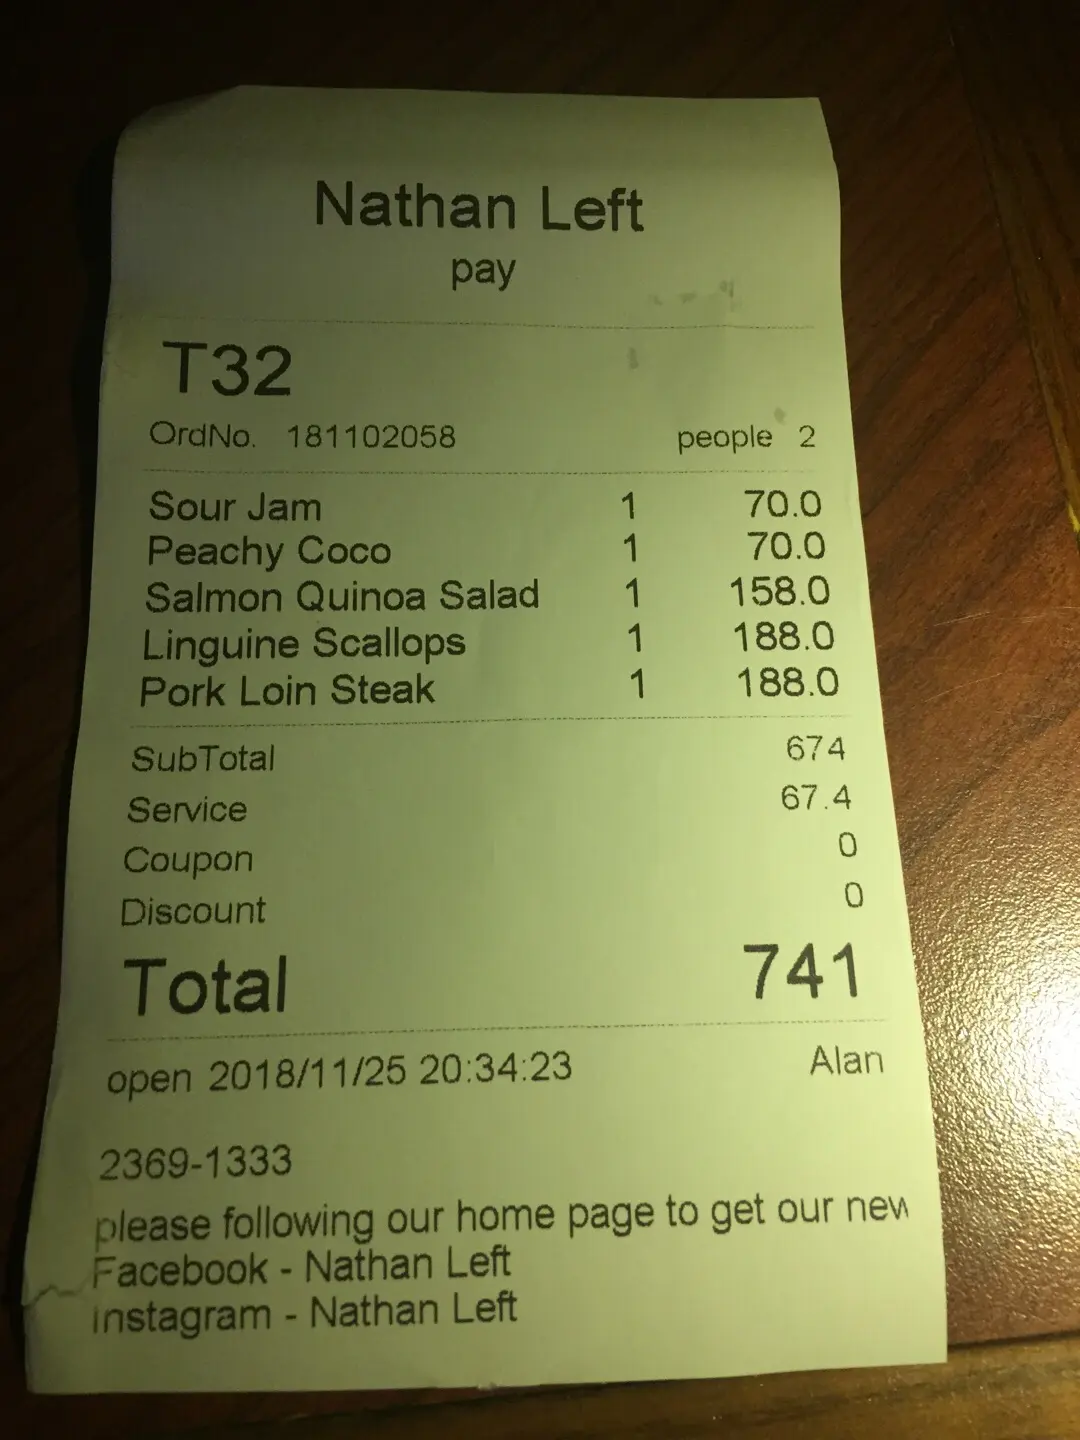 Nathan Left
pay
T32
OrdNo. 181102058 people 2
Sour Jam 1 70.0
Peachy Coco 1 70.0
Salmon Quinoa Salad 1 158.0
Linguine Scallops 1 188.0
Pork Loin Steak 1 188.0
SubTotal 674
Service 67.4
Coupon 0
Discount 0
Total 741
open 2018/11/25 20:34:23 Alan
2369-1333
please following our home page to get our new
Facebook - Nathan Left
Instagram - Nathan Left